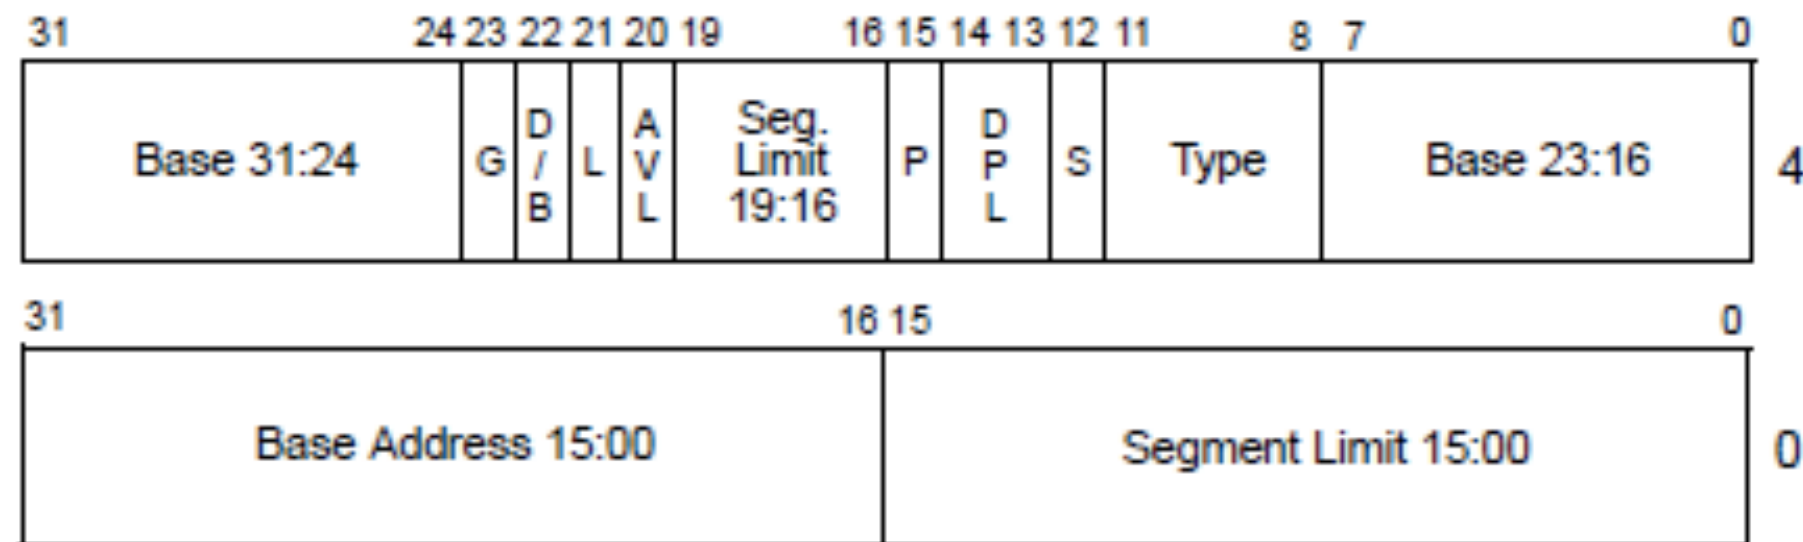 31 24 23 22 21 20 19 16 15 14 13 12 11 8 7 0
Base 31:24 G D/B L AVL Seg. Limit 19:16 P DPL S Type Base 23:16 4
31 16 15 0
Base Address 15:00 Segment Limit 15:00 0